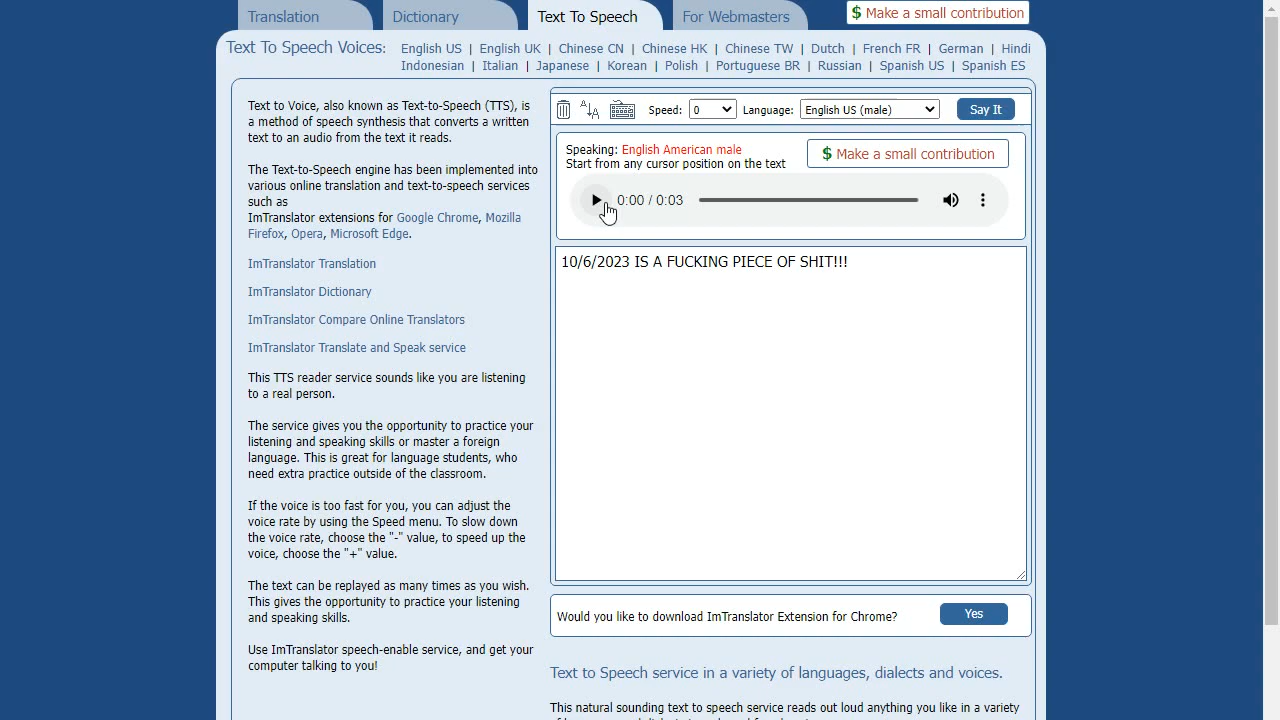 Translation
Dictionary
Text To Speech
For Webmasters
$ Make a small contribution
Text To Speech Voices:
English US | English UK | Chinese CN | Chinese HK | Chinese TW | Dutch | French FR | German | Hindi
Indonesian | Italian | Japanese | Korean | Polish | Portuguese BR | Russian | Spanish US | Spanish ES
Text to Voice, also known as Text-to-Speech (TTS), is
a method of speech synthesis that converts a written
text to an audio from the text it reads.
The Text-to-Speech engine has been implemented into
various online translation and text-to-speech services
such as
ImTranslator extensions for Google Chrome, Mozilla
Firefox, Opera, Microsoft Edge.
ImTranslator Translation
ImTranslator Dictionary
ImTranslator Compare Online Translators
ImTranslator Translate and Speak service
This TTS reader service sounds like you are listening
to a real person.
The service gives you the opportunity to practice your
listening and speaking skills or master a foreign
language. This is great for language students, who
need extra practice outside of the classroom.
If the voice is too fast for you, you can adjust the
voice rate by using the Speed menu. To slow down
the voice rate, choose the "-" value, to speed up the
voice, choose the "+" value.
The text can be replayed as many times as you wish.
This gives the opportunity to practice your listening
and speaking skills.
Use ImTranslator speech-enable service, and get your
computer talking to you!
Speed: 0 Language: English US (male) Say It
Speaking: English American male
Start from any cursor position on the text
$ Make a small contribution
0:00 / 0:03
10/6/2023 IS A FUCKING PIECE OF SHIT!!!
Would you like to download ImTranslator Extension for Chrome? Yes
Text to Speech service in a variety of languages, dialects and voices.
This natural sounding text to speech service reads out loud anything you like in a variety